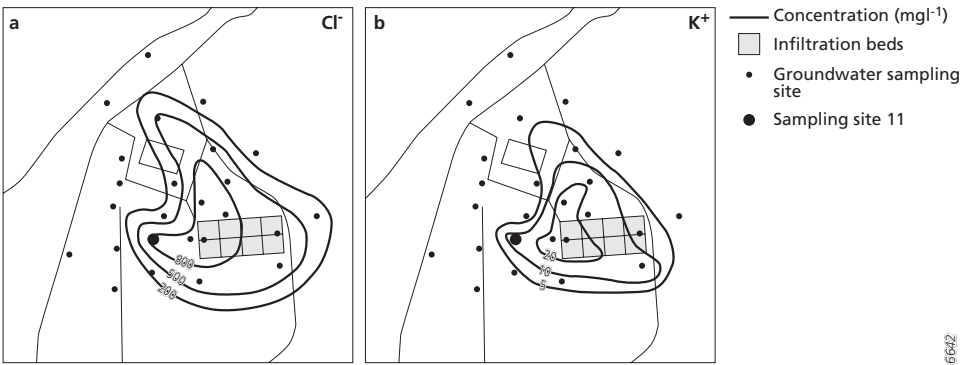 a
Cl⁻
800
500
200
b
K⁺
20
10
5
Concentration (mgl⁻¹)
Infiltration beds
Groundwater sampling
site
Sampling site 11
6642